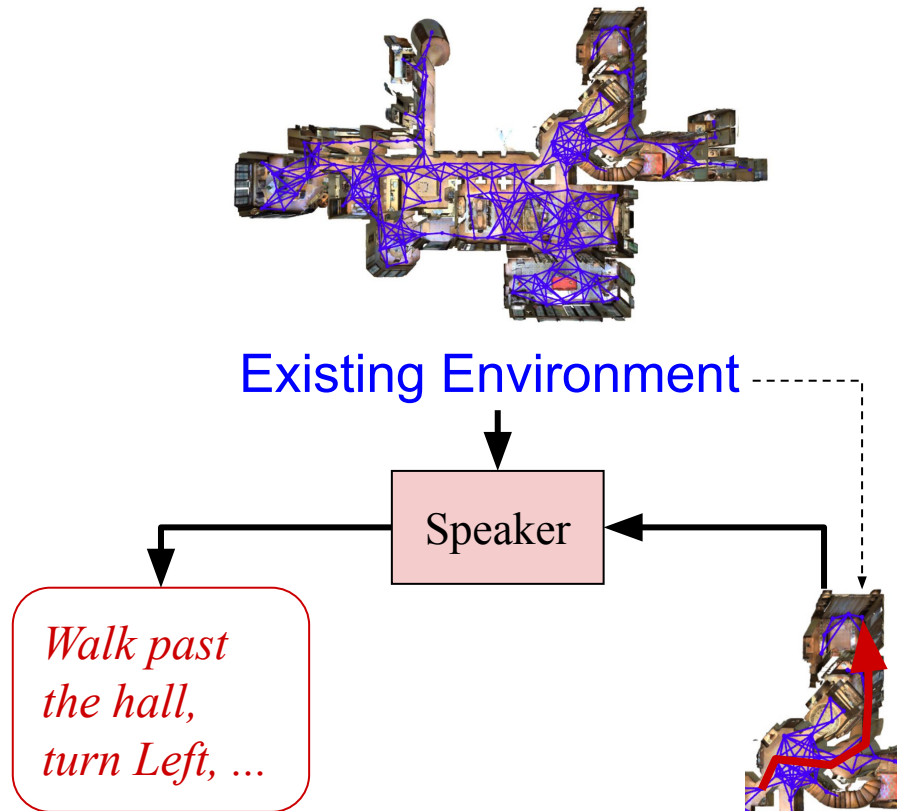 Existing Environment
Speaker
Walk past
the hall,
turn Left, ...